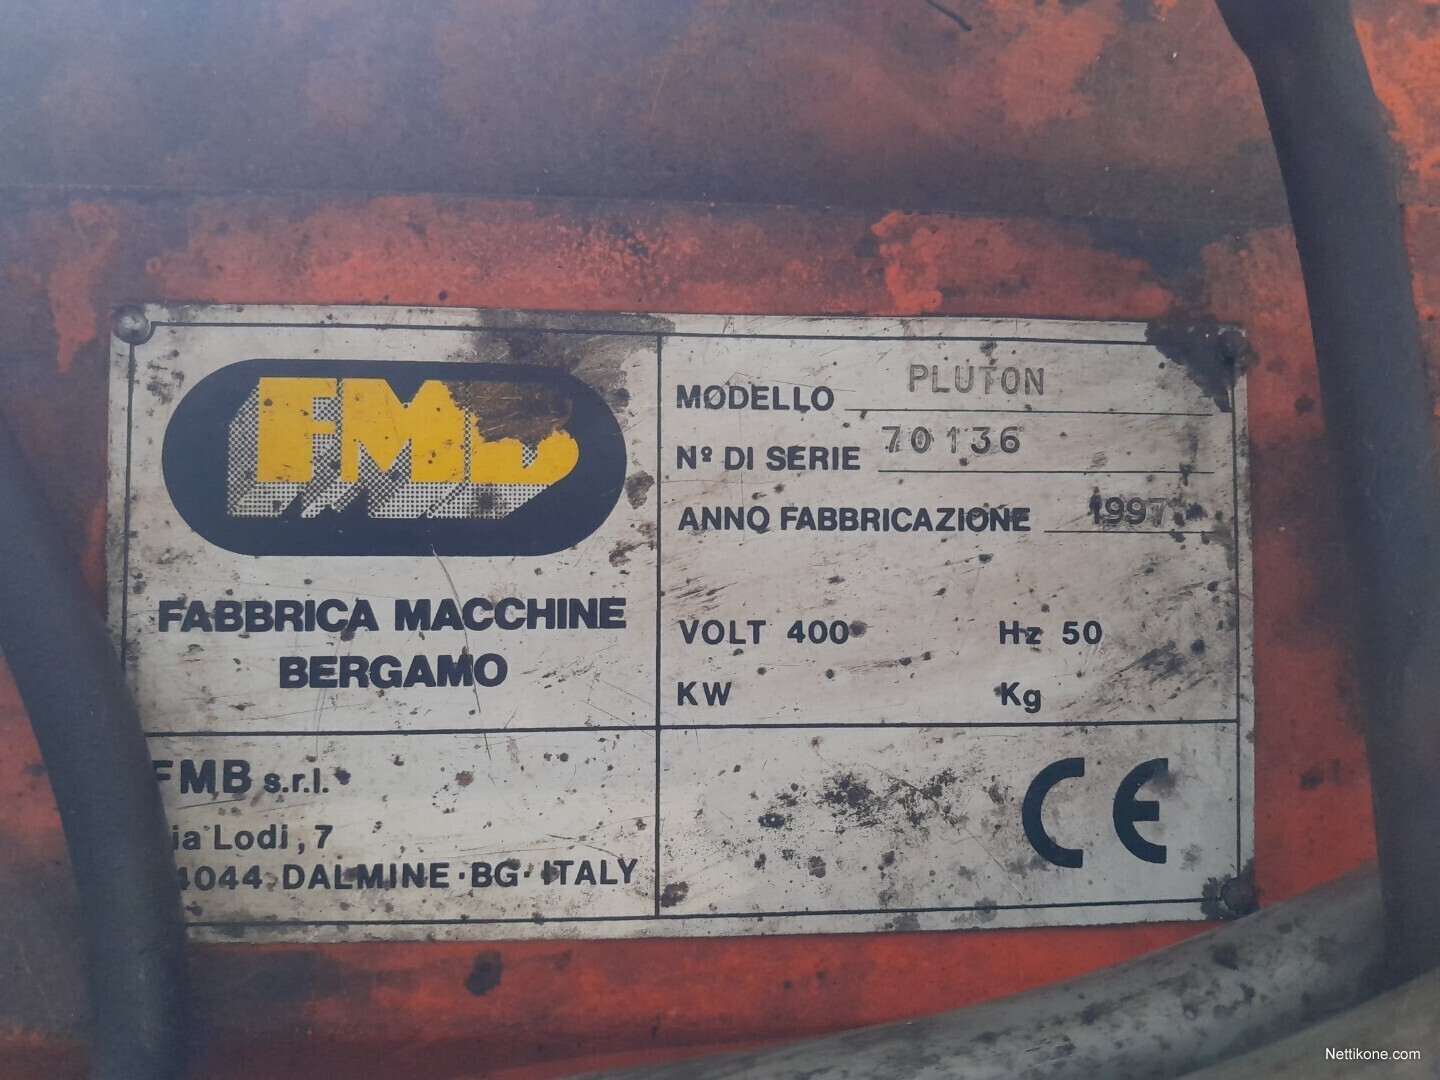 FMB
FABBRICA MACCHINE
BERGAMO
MODELLO PLUTON
Nº DI SERIE 70136
ANNO FABBRICAZIONE 1997
VOLT 400 Hz 50
KW Kg
FMB s.r.l.
ia Lodi, 7
4044 DALMINE·BG·ITALY
CE
Nettikone.com